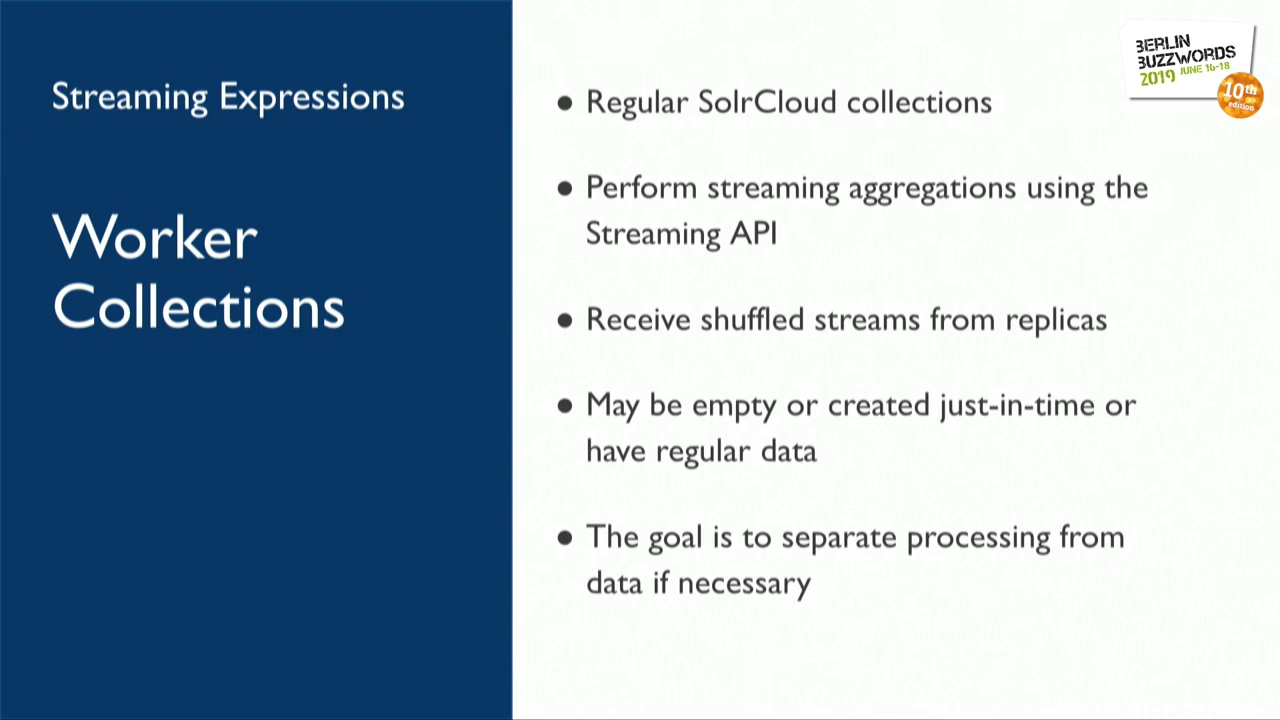 Streaming Expressions
Worker
Collections
● Regular SolrCloud collections
● Perform streaming aggregations using the
Streaming API
● Receive shuffled streams from replicas
● May be empty or created just-in-time or
have regular data
● The goal is to separate processing from
data if necessary
BERLIN
BUZZWORDS
2019 JUNE 16-18
10th
edition